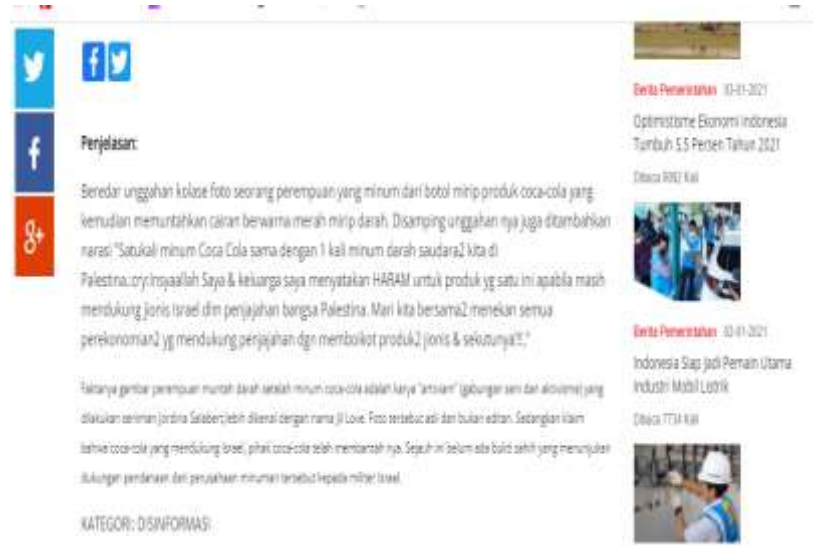 Penjelasan:
Beredar unggahan kolase foto seorang perempuan yang minum dari botol mirip produk coca-cola yang
kemudian memuntahkan cairan berwarna merah mirip darah. Disamping unggahan nya juga ditambahkan
narasi "Satukali minum Coca Cola sama dengan 1 kali minum darah saudara2 kita di
Palestina.:cry:Insyaallah Saya & keluarga saya menyatakan HARAM untuk produk yg satu ini apabila masih
merdukung jionis Israel dlm penjajahan bangsa Palestina. Mari kita bersama2 menekan semua
perekonomian2 yg mendukung penjajahan dgn memboikot produk2 jionis & sekutunya
Faktanya gambar perempuan muntah darah setelah minum coca-cola adalah karya "artivism" (gabungan seni dan aktivisme) yang
dilakukan seniman Jordina Salabert,lebih dikenal dengan nama Jil Love. Foto tersebut asli dan bukan editan. Sedangkan klaim
bahwa coca-cola yang mendukung Israel, pihak coca-cola telah membantah nya. Sejauh ini belum ada bukti sahih yang menunjukan
dukungan pendanaan dari perusahaan minuman tersebut kepada militer Israel.
KATEGORI: DISINFORMASI
Berita Pemerintahan 03-01-2021
Optimistisme Ekonomi Indonesia
Tumbuh 5.5 Persen Tahun 2021
Dibaca Kali
Berita Pemerintahan 02-01-2021
Indonesia Siap Jadi Pemain Utama
Industri Mobil Listrik
Dibaca 7734 Kali